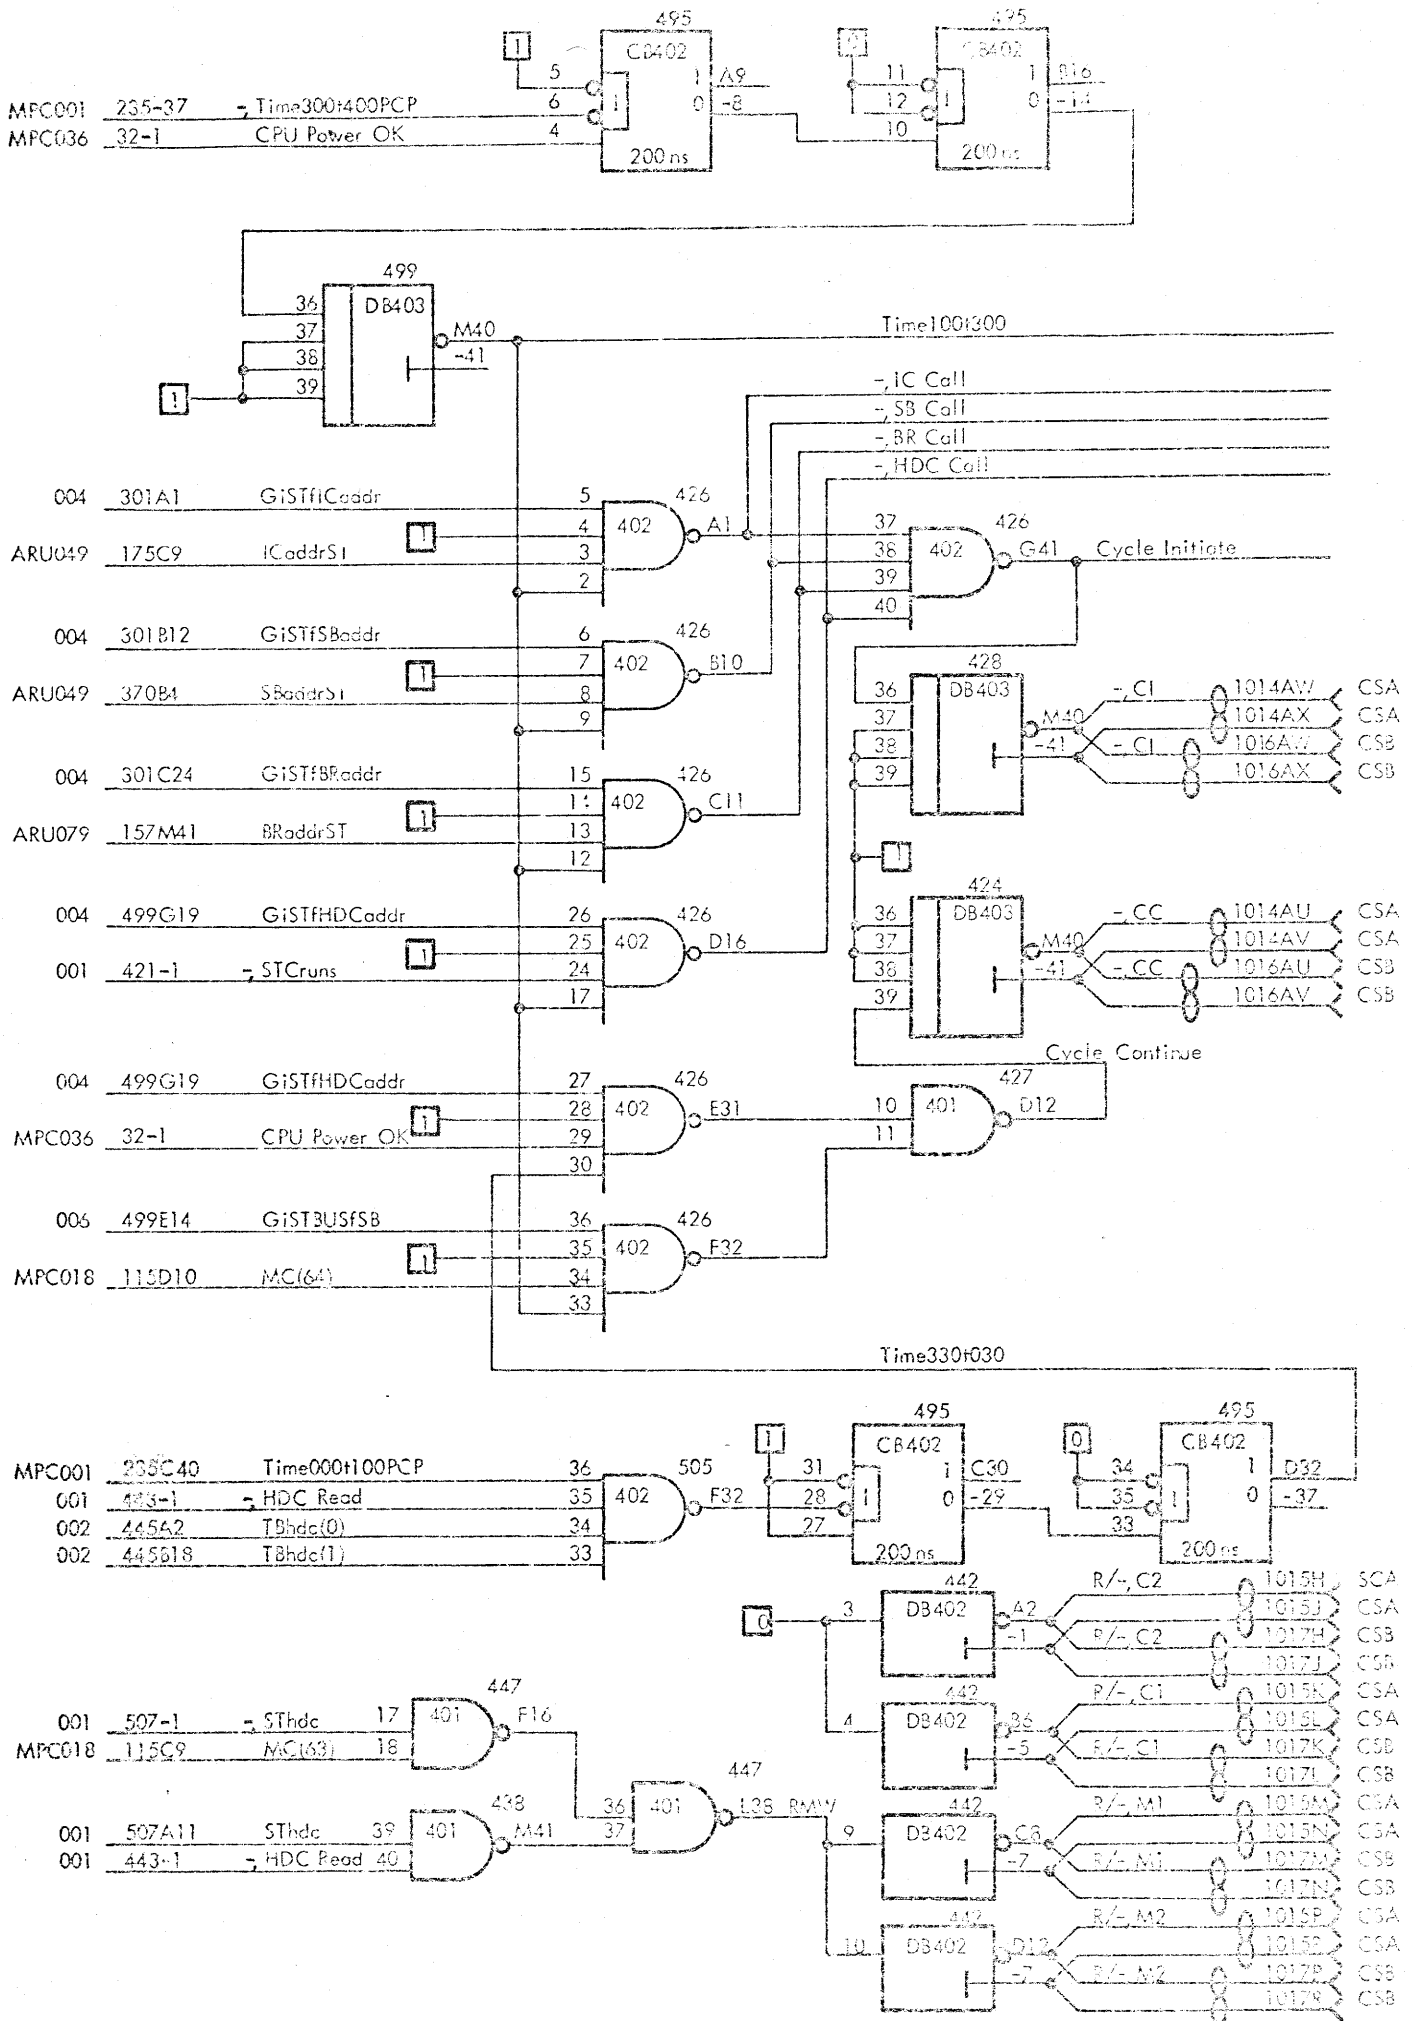 495 495
1 CB402 0 CB402
5 1 A9 11 1 B16
MPC001 235-37 -, Time300t400PCP 6 1 0 -8 12 1 0 -14
MPC036 32-1 CPU Power OK 4 10
200 ns 200 ns
499
36 DB403
37 M40 Time100t300
38 -41
39
1
-, IC Call
-, SB Call
-, BR Call
-, HDC Call
004 301A1 GiSTfICaddr 5 426
1 4 402 A1 37 426
ARU049 175C9 ICaddrST 3 38 402 G41 Cycle Initiate
2 39
40
004 301B12 GiSTfSBaddr 6 426
1 7 402 B10 428
ARU049 370B4 SBaddrST 8 36 DB403 -, CI 1014AW CSA
9 37 M40 1014AX CSA
38 -41 -, CI 1016AW CSB
39 1016AX CSB
004 301C24 GiSTfBRaddr 15 426
1 402 C11
ARU079 157M41 BRaddrST 13
12 1
424
004 499G19 GiSTfHDCaddr 26 426 36 DB403 -, CC 1014AU CSA
1 25 402 D16 37 M40 1014AV CSA
001 421-1 -, STCruns 24 38 -41 -, CC 1016AU CSB
17 39 1016AV CSB
Cycle Continue
004 499G19 GiSTfHDCaddr 27 426 427
1 28 402 E31 10 401 D12
MPC036 32-1 CPU Power OK 29 11
30
006 499E14 GiSTBUSfSB 36 426
1 35 402 F32
MPC018 115D10 MC(64) 34
33
Time330t030
495 495
1 CB402 0 CB402
MPC001 235C40 Time000t100PCP 36 505 31 1 C30 34 1 D32
001 443-1 -, HDC Read 35 402 F32 28 1 0 -29 35 1 0 -37
002 445A2 TBhdc(0) 34 27 33
002 445B18 TBhdc(1) 33 200 ns 200 ns
442 R/-, C2 1015H SCA
0 3 DB402 A2 1015J CSA
-1 R/-, C2 1017H CSB
1017J CSB
447 442 R/-, C1 1015K CSA
001 507-1 -, SThdc 17 401 F16 4 DB402 B6 1015L CSA
MPC018 115C9 MC(63) 18 -5 R/-, C1 1017K CSB
1017L CSB
438 447 442 R/-, M1 1015M CSA
001 507A11 SThdc 39 401 M41 36 401 L38 RMW 9 DB402 C8 1015N CSA
001 443-1 -, HDC Read 40 37 -7 R/-, M1 1017M CSB
1017N CSB
442 R/-, M2 1015P CSA
10 DB402 D12 CSA
-7 R/-, M2 1017P CSB
1017R CSB